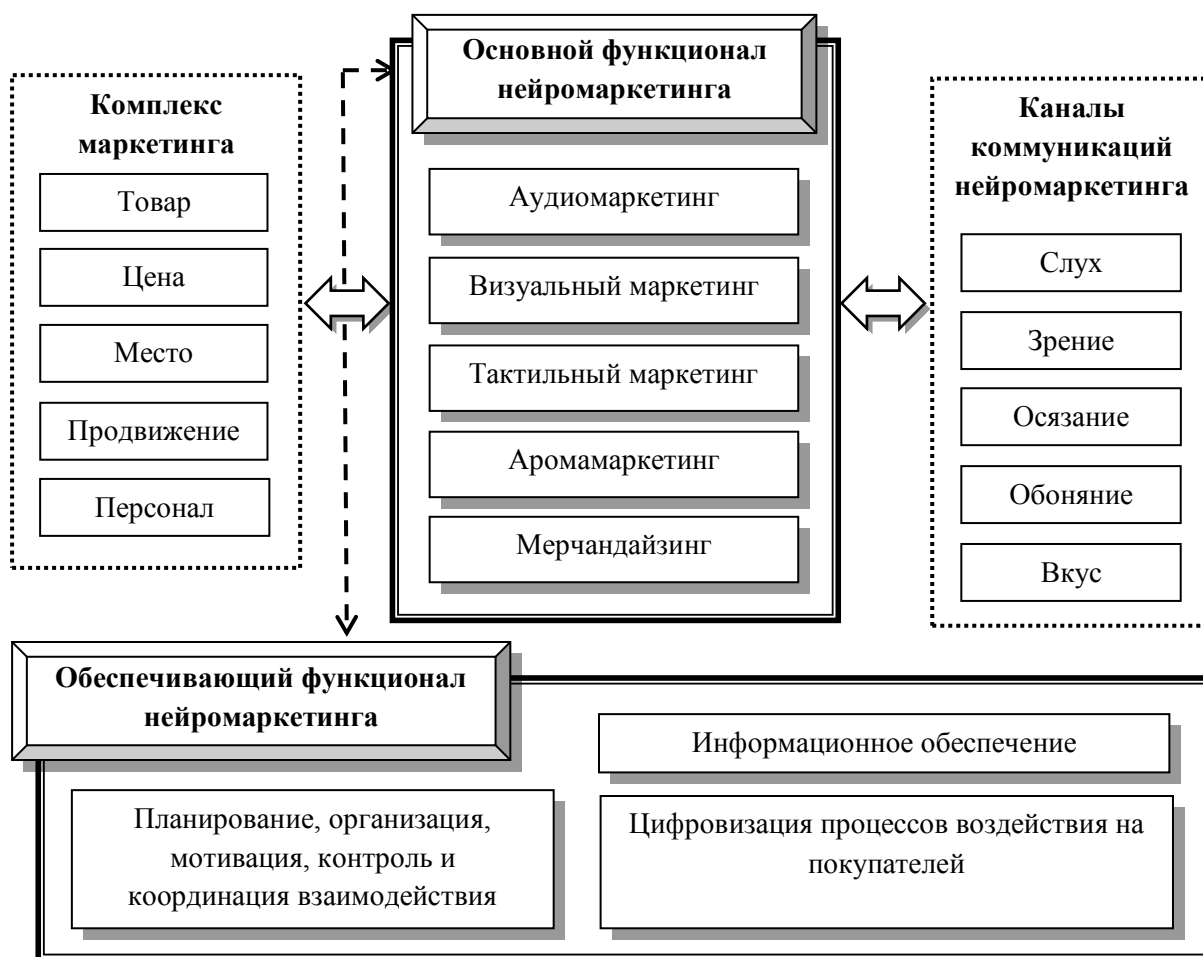 Основной функционал
нейромаркетинга
Комплекс
маркетинга
Товар
Цена
Место
Продвижение
Персонал
Аудиомаркетинг
Визуальный маркетинг
Тактильный маркетинг
Аромамаркетинг
Мерчандайзинг
Каналы
коммуникаций
нейромаркетинга
Слух
Зрение
Осязание
Обоняние
Вкус
Обеспечивающий функционал
нейромаркетинга
Планирование, организация,
мотивация, контроль и
координация взаимодействия
Информационное обеспечение
Цифровизация процессов воздействия на
покупателей